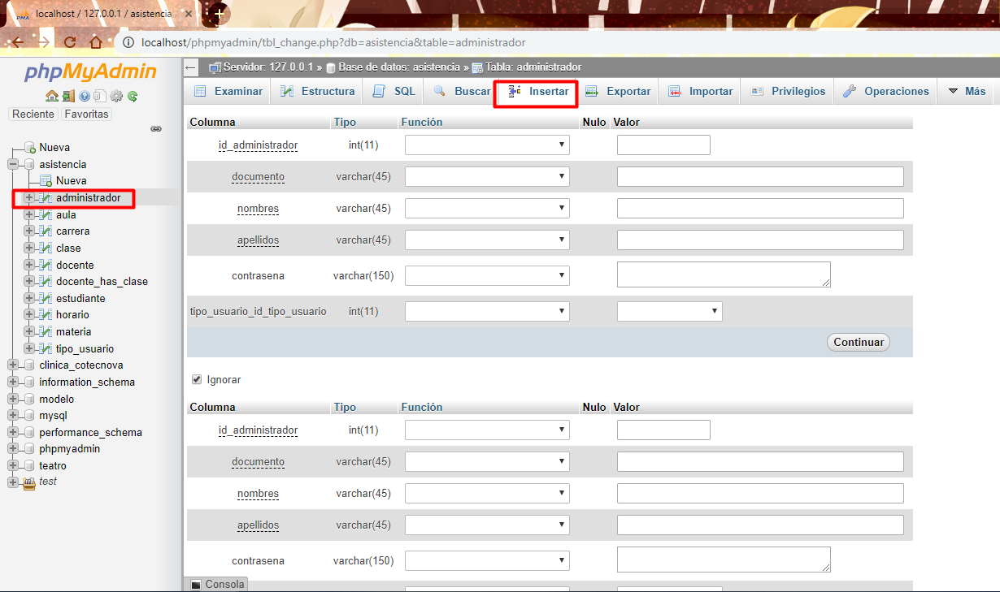 PMA localhost / 127.0.0.1 / asistencia
localhost/phpmyadmin/tbl_change.php?db=asistencia&table=administrador
phpMyAdmin
Reciente Favoritas
Nueva
asistencia
Nueva
administrador
aula
carrera
clase
docente
docente_has_clase
estudiante
horario
materia
tipo_usuario
clinica_cotecnova
information_schema
modelo
mysql
performance_schema
phpmyadmin
teatro
test
Servidor: 127.0.0.1 » Base de datos: asistencia » Tabla: administrador
Examinar Estructura SQL Buscar Insertar Exportar Importar Privilegios Operaciones Más
Columna Tipo Función Nulo Valor
id_administrador int(11)
documento varchar(45)
nombres varchar(45)
apellidos varchar(45)
contrasena varchar(150)
tipo_usuario_id_tipo_usuario int(11)
Continuar
Ignorar
Columna Tipo Función Nulo Valor
id_administrador int(11)
documento varchar(45)
nombres varchar(45)
apellidos varchar(45)
contrasena varchar(150)
Consola